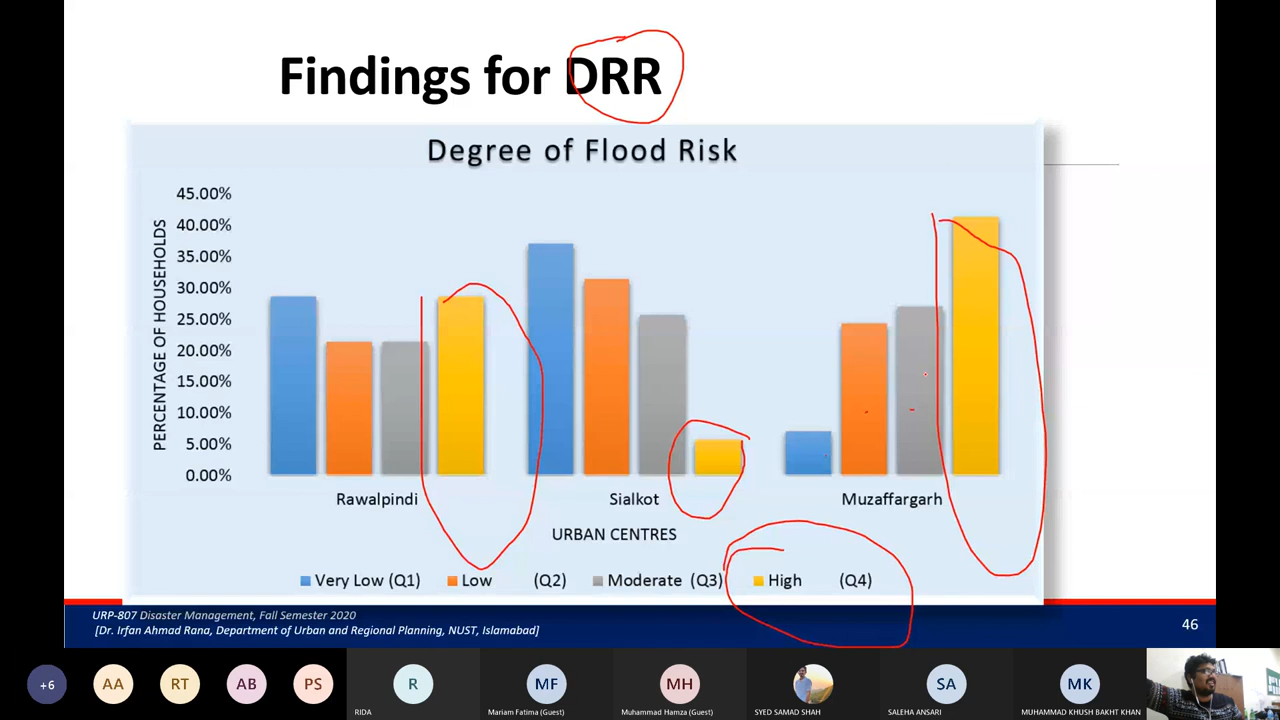 Findings for DRR
Degree of Flood Risk
PERCENTAGE OF HOUSEHOLDS
45.00%
40.00%
35.00%
30.00%
25.00%
20.00%
15.00%
10.00%
5.00%
0.00%
Rawalpindi Sialkot Muzaffargarh
URBAN CENTRES
Very Low (Q1) Low (Q2) Moderate (Q3) High (Q4)
URP-807 Disaster Management, Fall Semester 2020
[Dr. Irfan Ahmad Rana, Department of Urban and Regional Planning, NUST, Islamabad]
46
+6 AA RT AB PS R MF MH SA MK
RIDA Mariam Fatima (Guest) Muhammad Hamza (Guest) SYED SAMAD SHAH SALEHA ANSARI MUHAMMAD KHUSH BAKHT KHAN